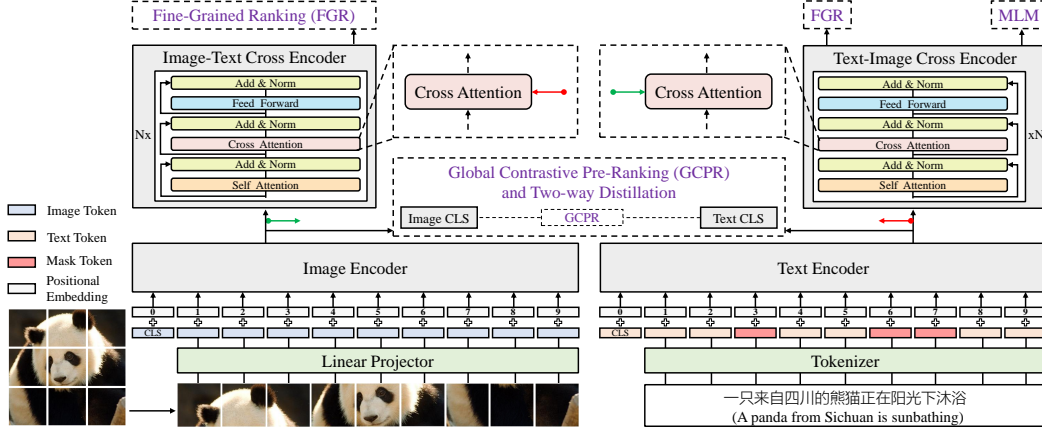 Fine-Grained Ranking (FGR)
FGR
MLM
Image-Text Cross Encoder
Add & Norm
Feed Forward
Add & Norm
Cross Attention
Add & Norm
Self Attention
Nx
Cross Attention
Cross Attention
Text-Image Cross Encoder
Add & Norm
Feed Forward
Add & Norm
Cross Attention
Add & Norm
Self Attention
xN
Global Contrastive Pre-Ranking (GCPR)
and Two-way Distillation
Image CLS
GCPR
Text CLS
Image Token
Text Token
Mask Token
Positional
Embedding
Image Encoder
0 1 2 3 4 5 6 7 8 9
CLS
Linear Projector
Text Encoder
0 1 2 3 4 5 6 7 8 9
CLS
Tokenizer
一只来自四川的熊猫正在阳光下沐浴
(A panda from Sichuan is sunbathing)